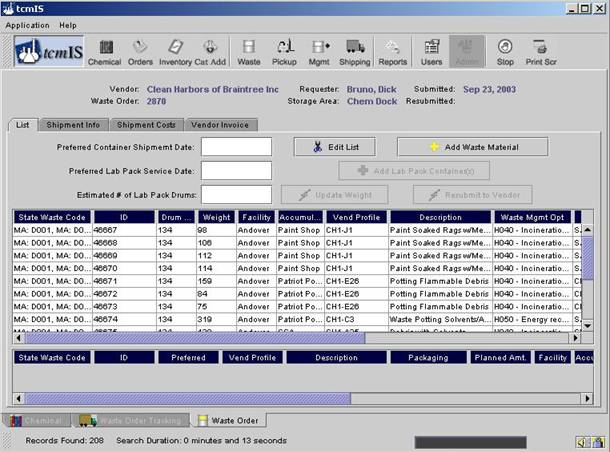 tcmIS
Application Help
tcmIS
Chemical Orders Inventory Cat Add Waste Pickup Mgmt Shipping Reports Users Admin Stop Print Scr
Vendor: Clean Harbors of Braintree Inc Requester: Bruno, Dick Submitted: Sep 23, 2003
Waste Order: 2870 Storage Area: Chem Dock Resubmitted:
List Shipment Info Shipment Costs Vendor Invoice
Preferred Container Shipment Date: Edit List Add Waste Material
Preferred Lab Pack Service Date: Add Lab Pack Container(s)
Estimated # of Lab Pack Drums: Update Weight Resubmit to Vendor
State Waste Code ID Drum ... Weight Facility Accumul... Vend Profile Description Waste Mgmt Opt
MA: D001, MA: D0... 46667 134 98 Andover Paint Shop CH1-J1 Paint Soaked Ragsw/Me... H040 - Incineratio...
MA: D001, MA: D0... 46668 134 106 Andover Paint Shop CH1-J1 Paint Soaked Ragsw/Me... H040 - Incineratio...
MA: D001, MA: D0... 46669 134 112 Andover Paint Shop CH1-J1 Paint Soaked Ragsw/Me... H040 - Incineratio...
MA: D001, MA: D0... 46670 134 114 Andover Paint Shop CH1-J1 Paint Soaked Ragsw/Me... H040 - Incineratio...
MA: D001, MA: D0... 46671 134 159 Andover Patriot Po... CH1-E26 Potting Flammable Debris H040 - Incineratio...
MA: D001, MA: D0... 46672 134 84 Andover Patriot Po... CH1-E26 Potting Flammable Debris H040 - Incineratio...
MA: D001, MA: D0... 46673 134 75 Andover Patriot Po... CH1-E26 Potting Flammable Debris H040 - Incineratio...
MA: D001, MA: D0... 46674 134 319 Andover Patriot Po... CH1-C3 Waste Potting Solvents/A... H050 - Energy rec...
State Waste Code ID Preferred Vend Profile Description Packaging Planned Amt. Facility Accu
Chemical Waste Order Tracking Waste Order
Records Found: 208 Search Duration: 0 minutes and 13 seconds